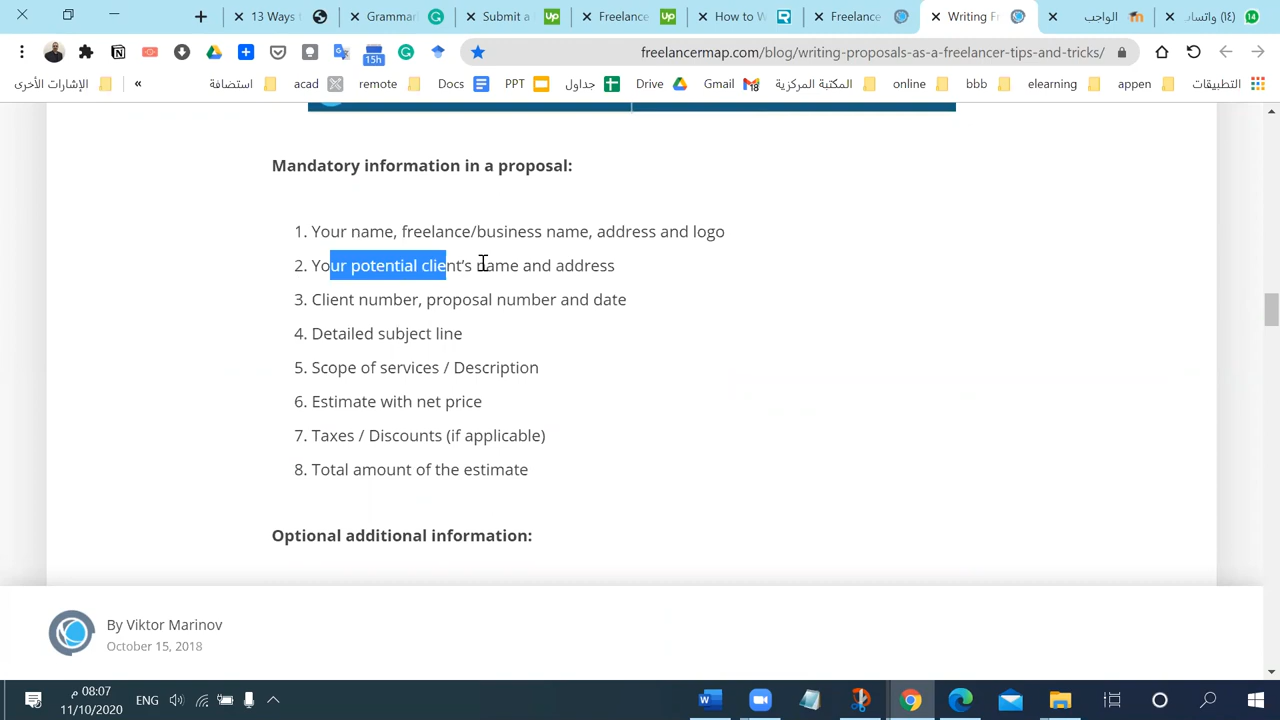 13 Ways
Proposal a
Freelance
How to W
Freelance
Writing Fr
الواجب
(١٤) واتساب
14
15h
freelancermap.com/blog/writing-proposals-as-a-freelancer-tips-and-tricks/
التطبيقات
appen
elearning
bbb
online
المكتبة المركزية
Gmail
Drive
جداول
PPT
Docs
remote
acad
استضافة
»
الإشارات الأخرى
Mandatory information in a proposal:
1. Your name, freelance/business name, address and logo
2. Your potential client's name and address
3. Client number, proposal number and date
4. Detailed subject line
5. Scope of services / Description
6. Estimate with net price
7. Taxes / Discounts (if applicable)
8. Total amount of the estimate
Optional additional information:
By Viktor Marinov
October 15, 2018
08:07 م
11/10/2020
ENG